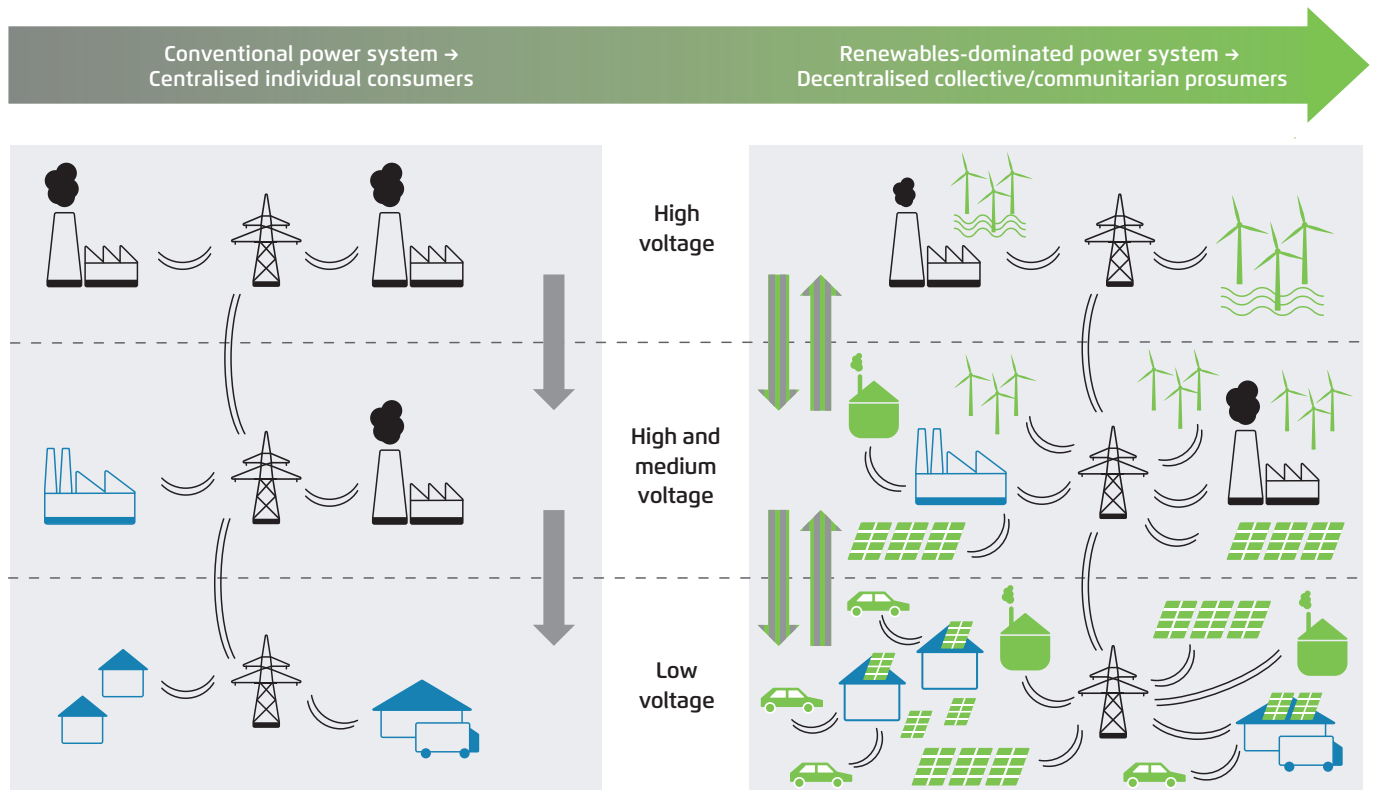 Conventional power system →
Centralised individual consumers
Renewables-dominated power system →
Decentralised collective/communitarian prosumers
High
voltage
High and
medium
voltage
Low
voltage